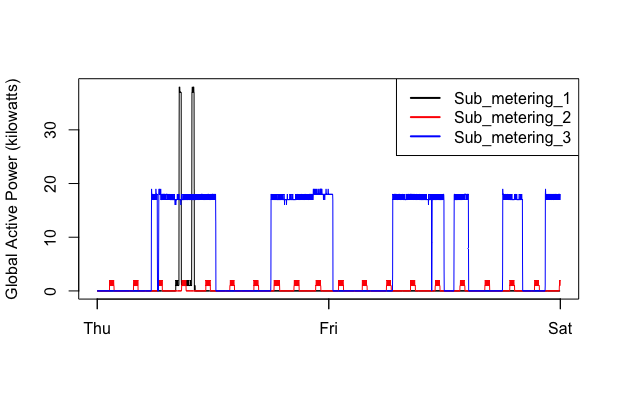 Global Active Power (kilowatts)
30
20
10
0
Sub_metering_1
Sub_metering_2
Sub_metering_3
Thu
Fri
Sat